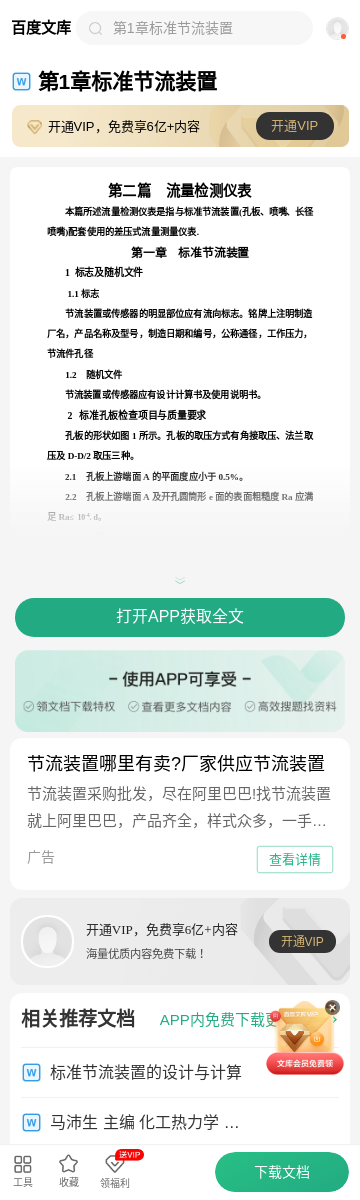 百度文库
第1章标准节流装置
W 第1章标准节流装置
开通VIP，免费享6亿+内容
开通VIP
第二篇 流量检测仪表
本篇所述流量检测仪表是指与标准节流装置(孔板、喷嘴、长径
喷嘴)配套使用的差压式流量测量仪表.
第一章 标准节流装置
1 标志及随机文件
1.1 标志
节流装置或传感器的明显部位应有流向标志。铭牌上注明制造
厂名，产品名称及型号，制造日期和编号，公称通径，工作压力，
节流件孔径
1.2 随机文件
节流装置或传感器应有设计计算书及使用说明书。
2 标准孔板检查项目与质量要求
孔板的形状如图 1 所示。孔板的取压方式有角接取压、法兰取
压及 D-D/2 取压三种。
2.1 孔板上游端面 A 的平面度应小于 0.5%。
2.2 孔板上游端面 A 及开孔圆筒形 e 面的表面粗糙度 Ra 应满
足 Ra≤ 10⁻⁴. d。
打开APP获取全文
– 使用APP可享受 –
领文档下载特权 查看更多文档内容 高效搜题找资料
节流装置哪里有卖?厂家供应节流装置
节流装置采购批发，尽在阿里巴巴!找节流装置
就上阿里巴巴，产品齐全，样式众多，一手…
广告
查看详情
开通VIP，免费享6亿+内容
海量优质内容免费下载！
开通VIP
相关推荐文档
APP内免费下载更
百度文库VIP
文库会员免费领
W 标准节流装置的设计与计算
W 马沛生 主编 化工热力学 …
工具
收藏
送VIP
领福利
下载文档